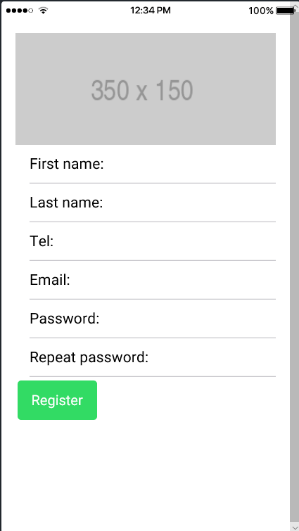 12:34 PM
100%
350 x 150
First name:
Last name:
Tel:
Email:
Password:
Repeat password:
Register